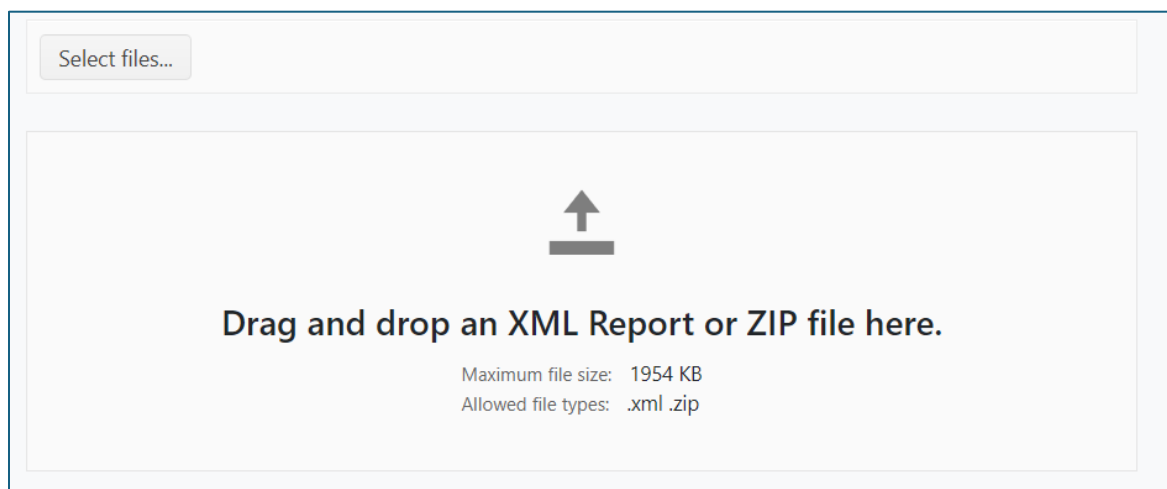 Select files...
Drag and drop an XML Report or ZIP file here.
Maximum file size: 1954 KB
Allowed file types: .xml .zip